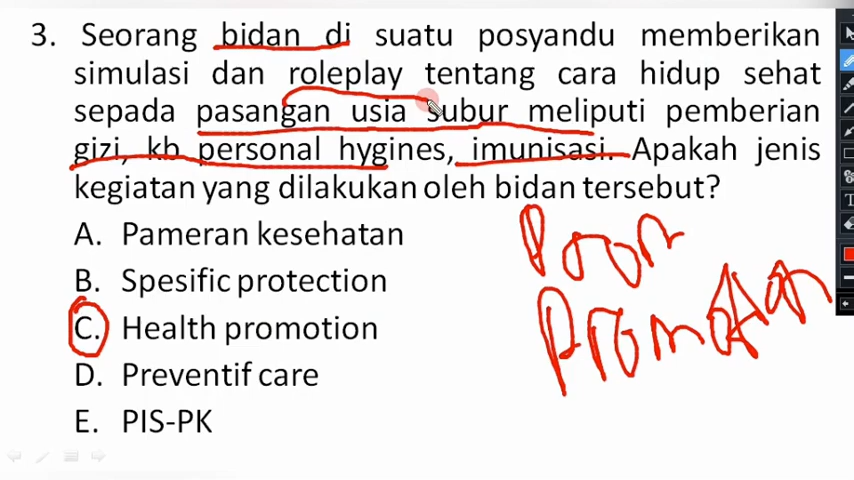 3. Seorang bidan di suatu posyandu memberikan
simulasi dan roleplay tentang cara hidup sehat
sepada pasangan usia subur meliputi pemberian
gizi, kb personal hygines, imunisasi. Apakah jenis
kegiatan yang dilakukan oleh bidan tersebut?
A. Pameran kesehatan
B. Spesific protection
C. Health promotion
D. Preventif care
E. PIS-PK